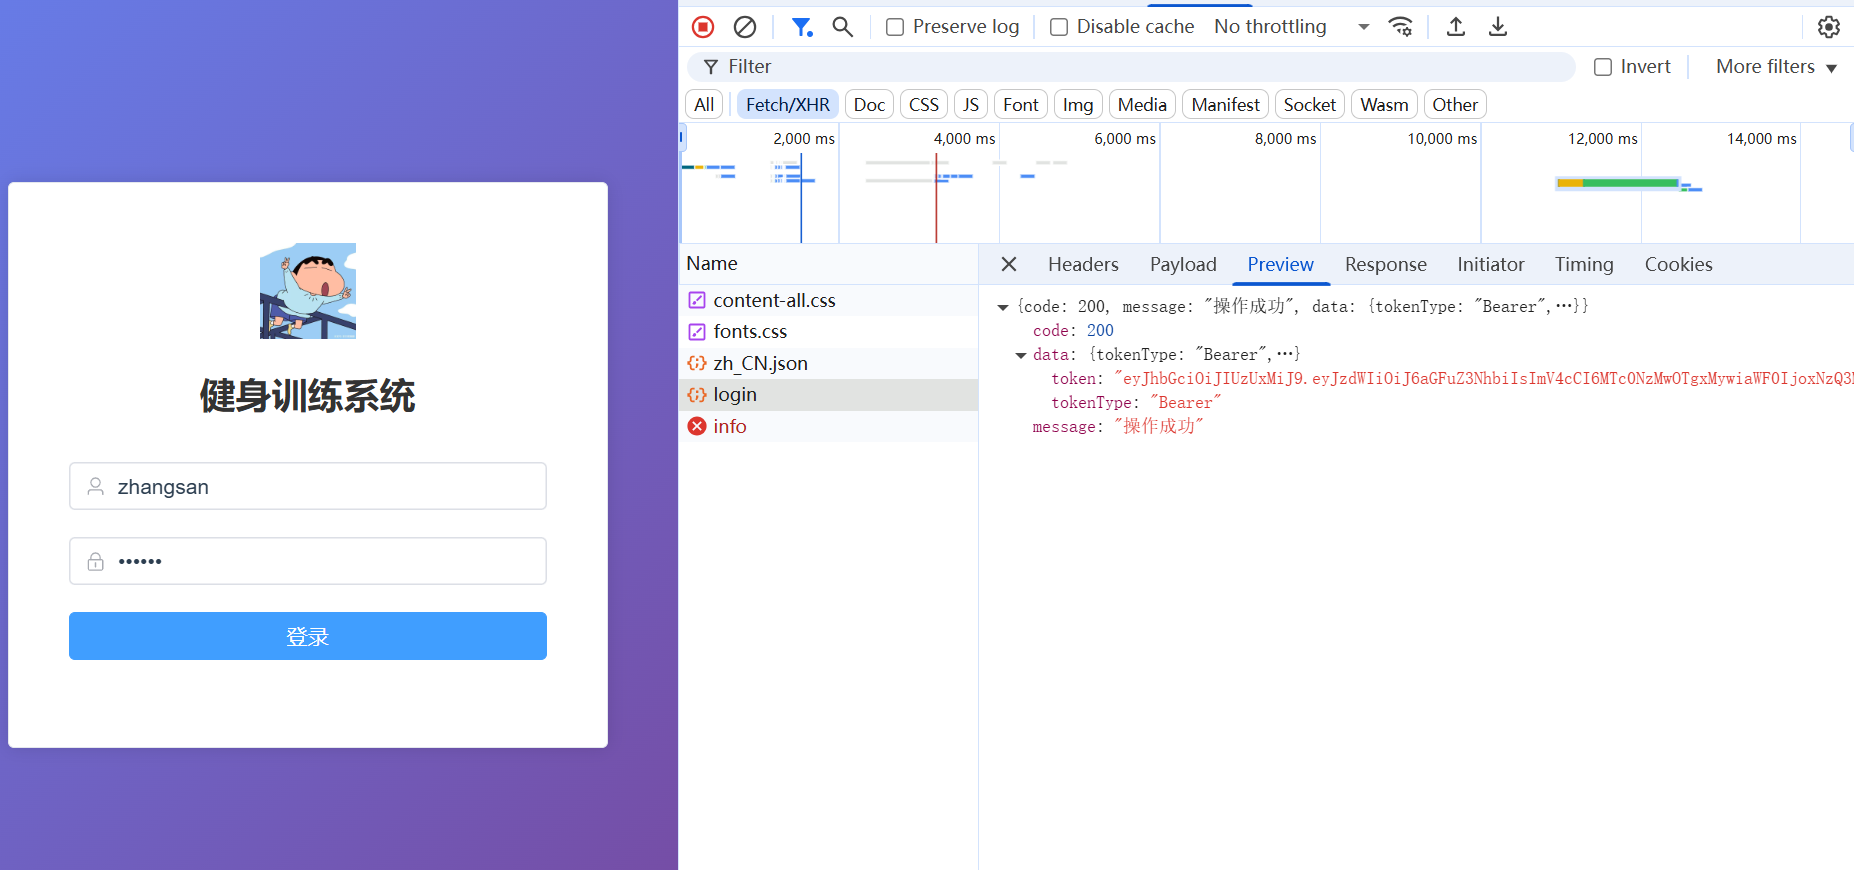 健身训练系统
zhangsan
••••••
登录
Preserve log
Disable cache
No throttling
Filter
Invert
More filters
All
Fetch/XHR
Doc
CSS
JS
Font
Img
Media
Manifest
Socket
Wasm
Other
2,000 ms
4,000 ms
6,000 ms
8,000 ms
10,000 ms
12,000 ms
14,000 ms
Name
content-all.css
fonts.css
zh_CN.json
login
info
Headers
Payload
Preview
Response
Initiator
Timing
Cookies
{code: 200, message: "操作成功", data: {tokenType: "Bearer",…}}
code: 200
data: {tokenType: "Bearer",…}
token: "eyJhbGciOiJIUzUxMiJ9.eyJzdWIiOiJ6aGFuZ3NhbiIsImV4cCI6MTc0NzMwOTgxMywiaWF0IjoxNzQ3
tokenType: "Bearer"
message: "操作成功"